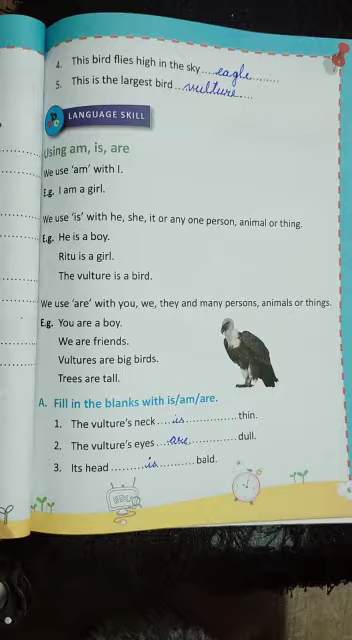 4. This bird flies high in the sky ....eagle........
5. This is the largest bird ...vulture....
LANGUAGE SKILL
Using am, is, are
We use 'am' with I.
E.g. I am a girl.
We use 'is' with he, she, it or any one person, animal or thing.
E.g. He is a boy.
Ritu is a girl.
The vulture is a bird.
We use 'are' with you, we, they and many persons, animals or things.
E.g. You are a boy.
We are friends.
Vultures are big birds.
Trees are tall.
A. Fill in the blanks with is/am/are.
1. The vulture's neck ....is................ thin.
2. The vulture's eyes ...are............... dull.
3. Its head ..........is............ bald.